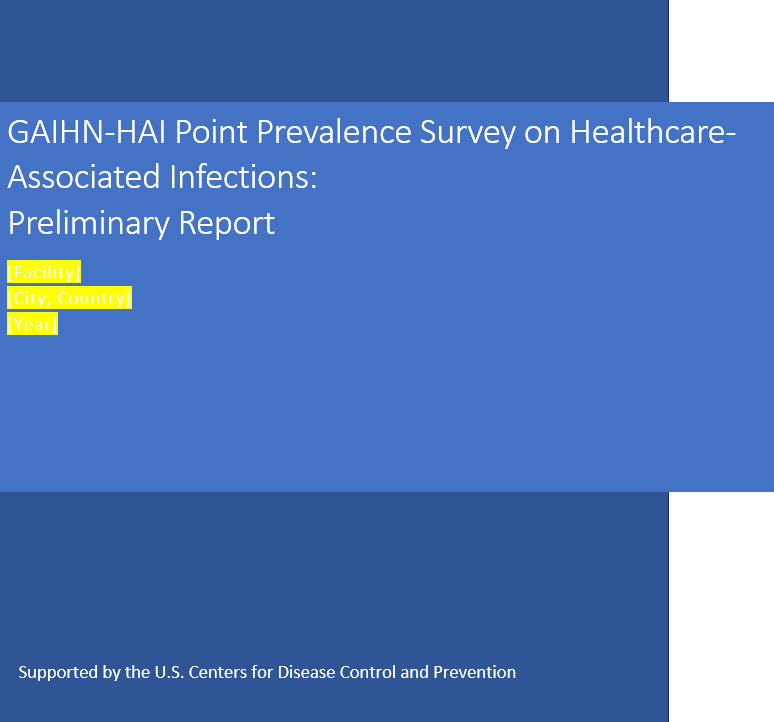 GAIHN-HAI Point Prevalence Survey on Healthcare-
Associated Infections:
Preliminary Report
[Facility]
[City, Country]
[Year]
Supported by the U.S. Centers for Disease Control and Prevention